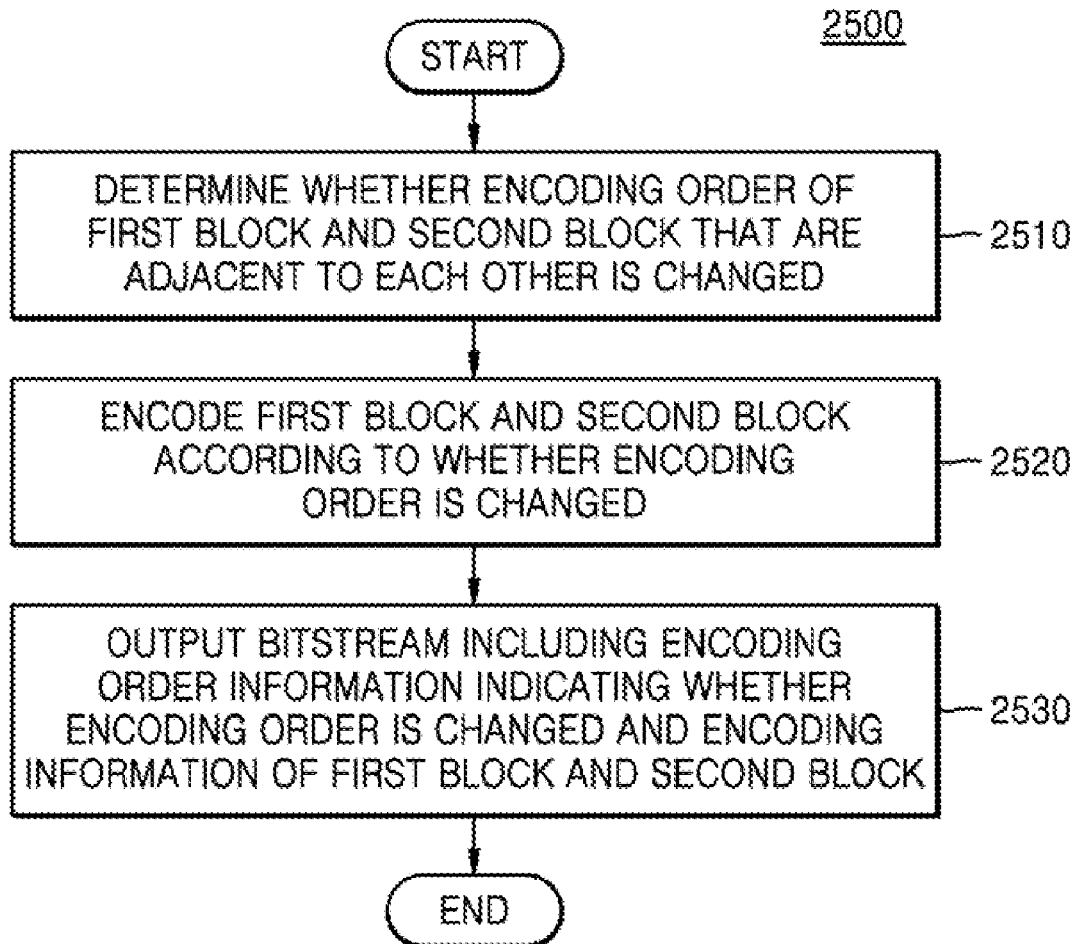 2500
START
DETERMINE WHETHER ENCODING ORDER OF
FIRST BLOCK AND SECOND BLOCK THAT ARE
ADJACENT TO EACH OTHER IS CHANGED
2510
ENCODE FIRST BLOCK AND SECOND BLOCK
ACCORDING TO WHETHER ENCODING
ORDER IS CHANGED
2520
OUTPUT BITSTREAM INCLUDING ENCODING
ORDER INFORMATION INDICATING WHETHER
ENCODING ORDER IS CHANGED AND ENCODING
INFORMATION OF FIRST BLOCK AND SECOND BLOCK
2530
END